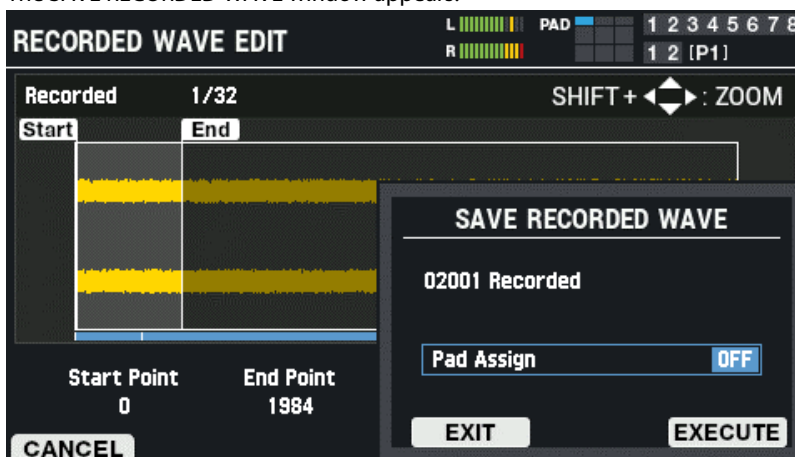 RECORDED WAVE EDIT
L
R
PAD
1 2 3 4 5 6 7 8
1 2 [P1]
Recorded 1/32
SHIFT + : ZOOM
Start End
SAVE RECORDED WAVE
02001 Recorded
Pad Assign OFF
Start Point End Point
0 1984
EXIT EXECUTE
CANCEL